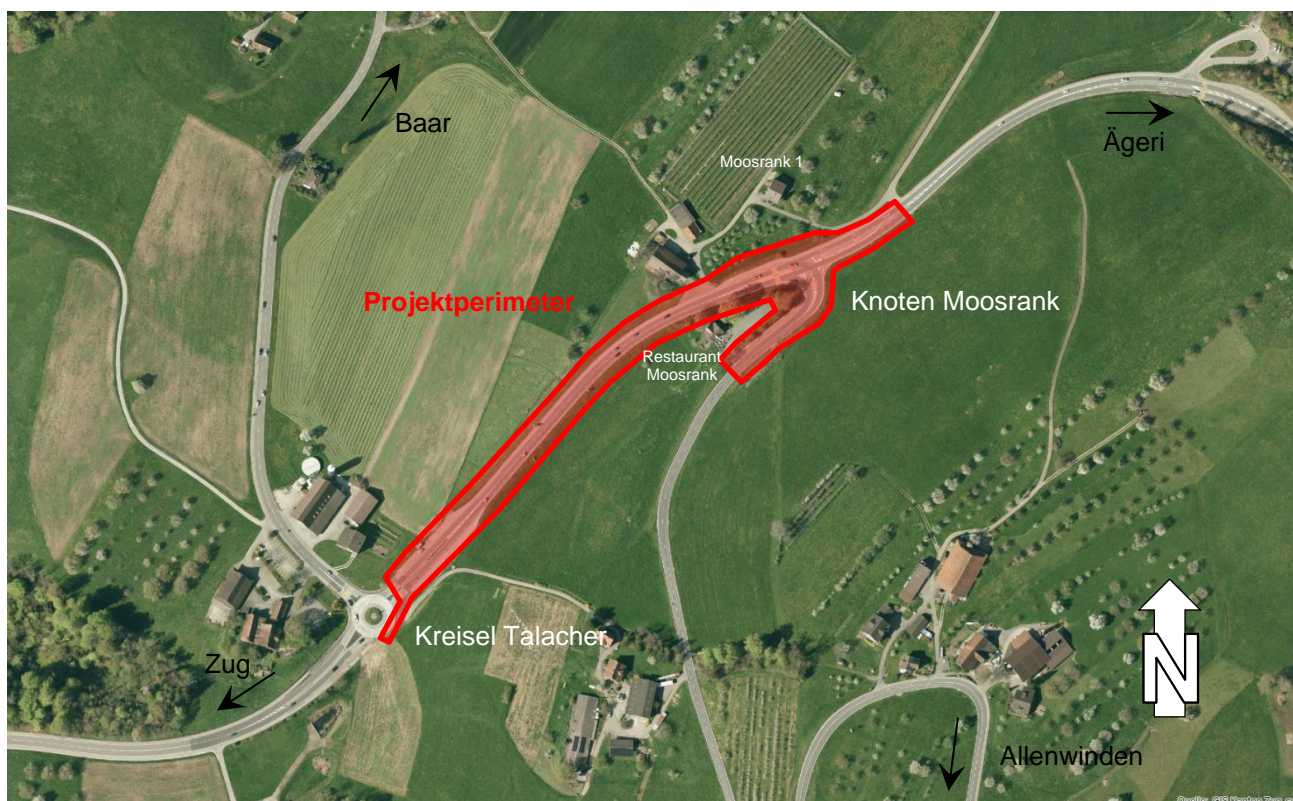 Baar
Ägeri
Moosrank 1
Projektperimeter
Knoten Moosrank
Restaurant
Moosrank
Kreisel Talacher
Zug
N
Allenwinden